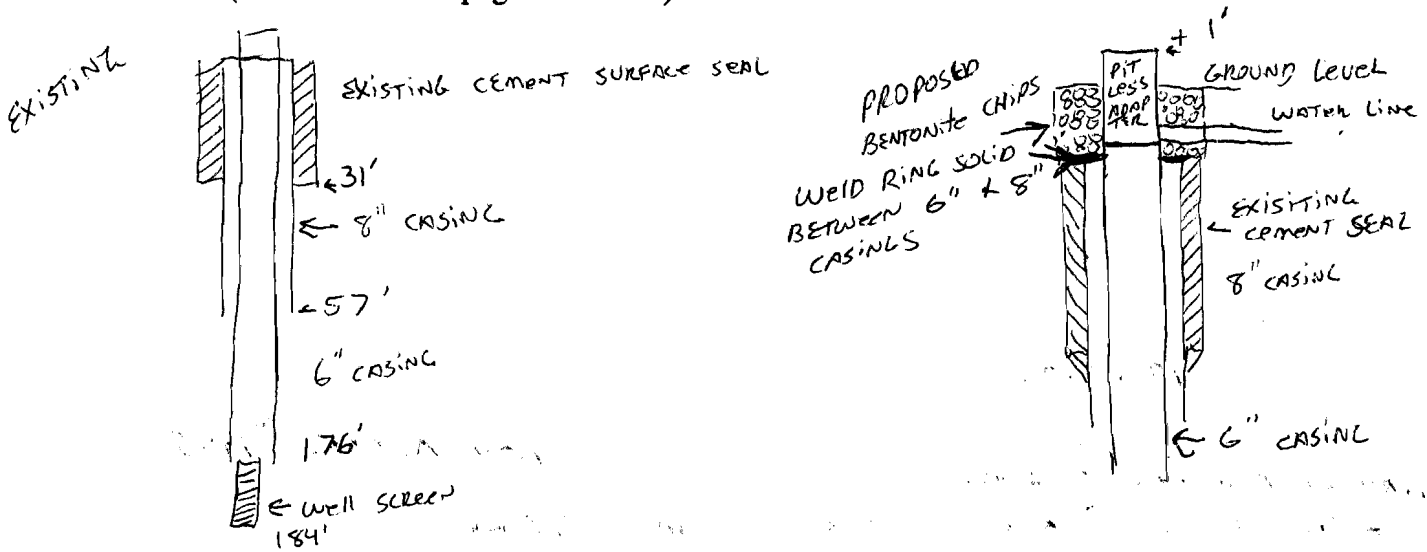 EXISTING
EXISTING CEMENT SURFACE SEAL
31'
8" CASING
57'
6" CASING
176'
WELL SCREEN
184'
+ 1'
PROPOSED
BENTONITE CHIPS
WELD RING SOLID
BETWEEN 6" & 8"
CASINGS
PIT
LESS
ADAP
TER
GROUND LEVEL
WATER LINE
EXISITING
CEMENT SEAL
8" CASING
6" CASING